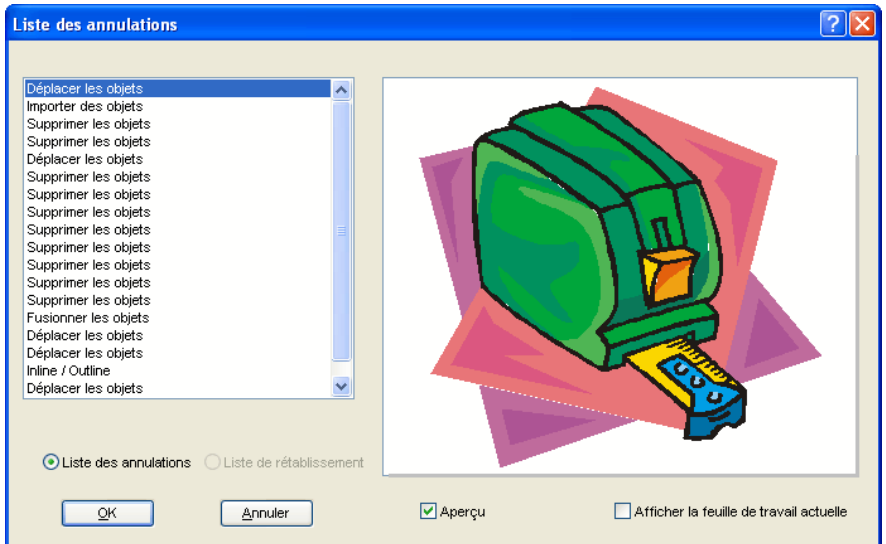 Liste des annulations
Déplacer les objets
Importer des objets
Supprimer les objets
Supprimer les objets
Déplacer les objets
Supprimer les objets
Supprimer les objets
Supprimer les objets
Supprimer les objets
Supprimer les objets
Supprimer les objets
Supprimer les objets
Supprimer les objets
Fusionner les objets
Déplacer les objets
Déplacer les objets
Inline / Outline
Déplacer les objets
Liste des annulations
Liste de rétablissement
OK
Annuler
Aperçu
Afficher la feuille de travail actuelle